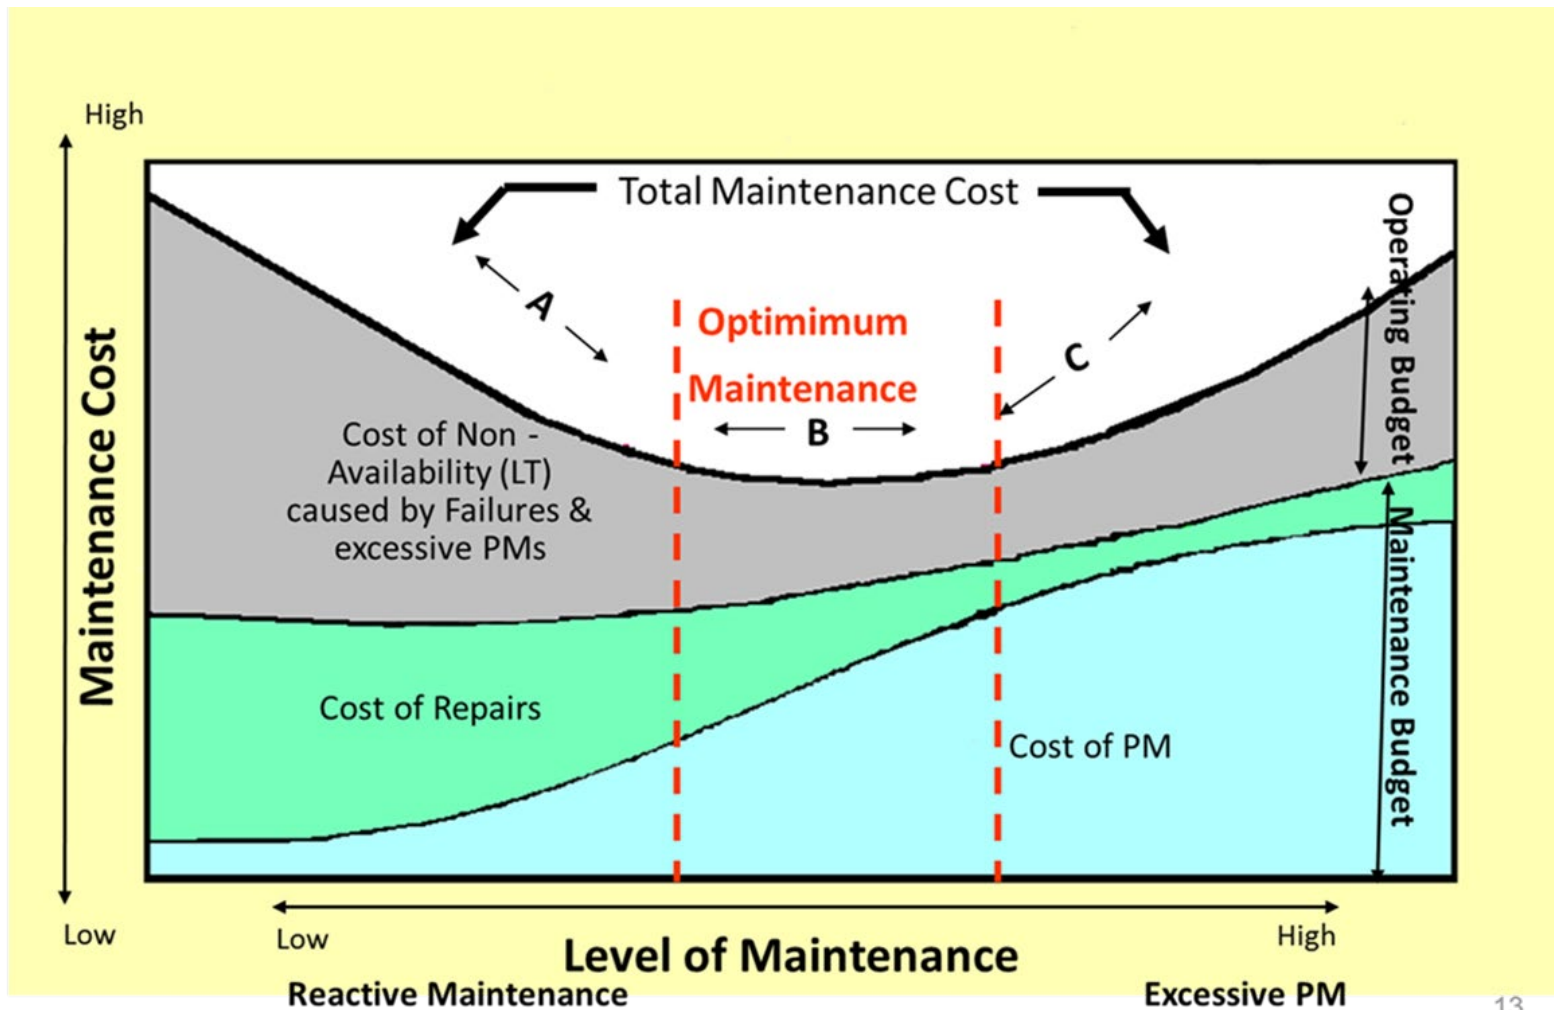 High
Total Maintenance Cost
Operating Budget
A
Optimimum
Maintenance
B
C
Maintenance Cost
Cost of Non -
Availability (LT)
caused by Failures &
excessive PMs
Maintenance Budget
Cost of Repairs
Cost of PM
Low
Low
High
Level of Maintenance
Reactive Maintenance
Excessive PM
13